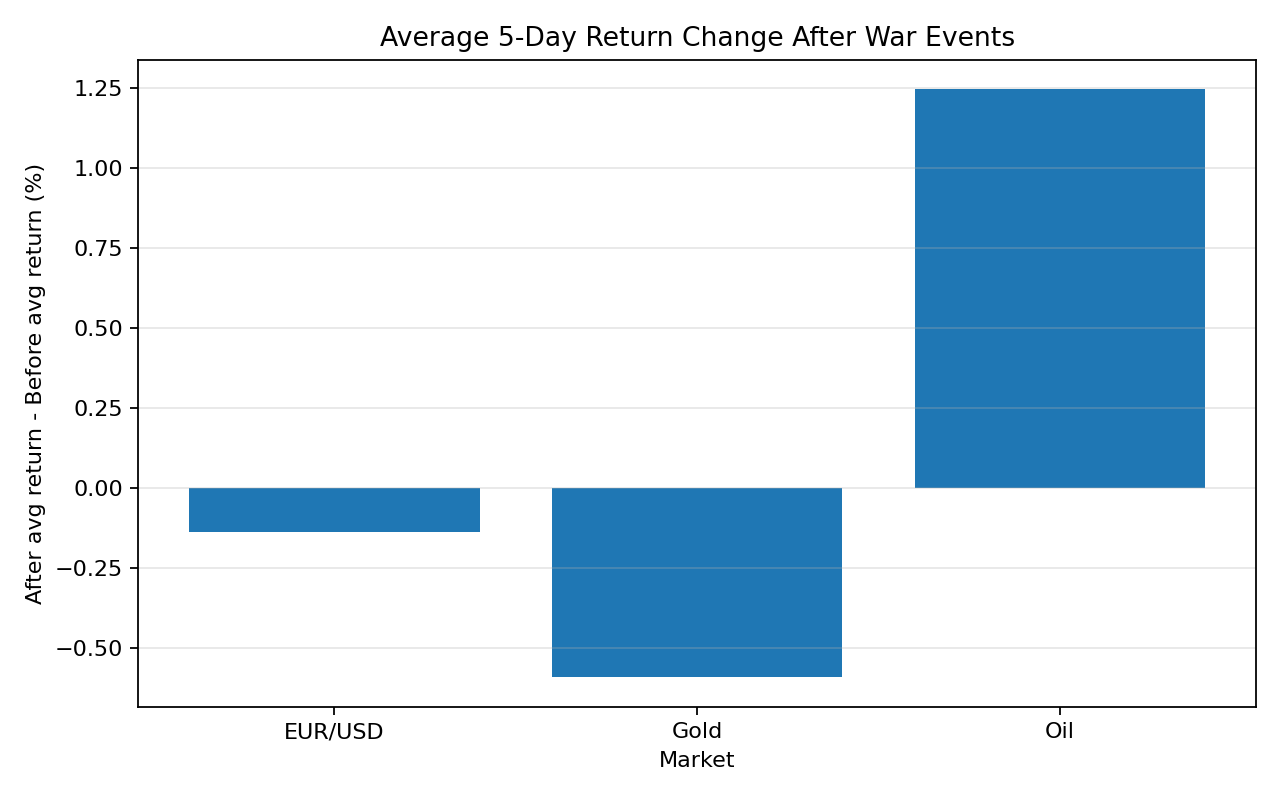 Average 5-Day Return Change After War Events
After avg return - Before avg return (%)
1.25
1.00
0.75
0.50
0.25
0.00
−0.25
−0.50
EUR/USD
Gold
Oil
Market